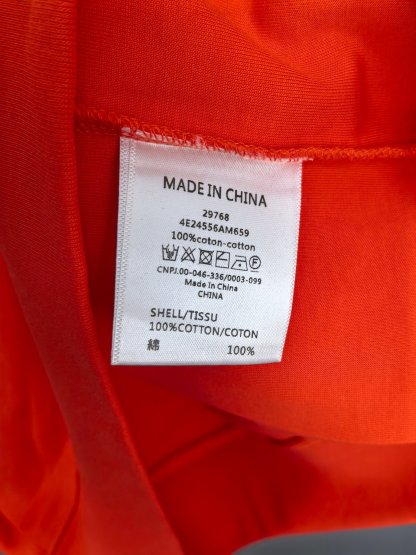 MADE IN CHINA
29768
4E24556AM659
100%coton-cotton
CNPJ.00-046-336/0003-099
Made In China
CHINA
SHELL/TISSU
100%COTTON/COTON
綿 100%